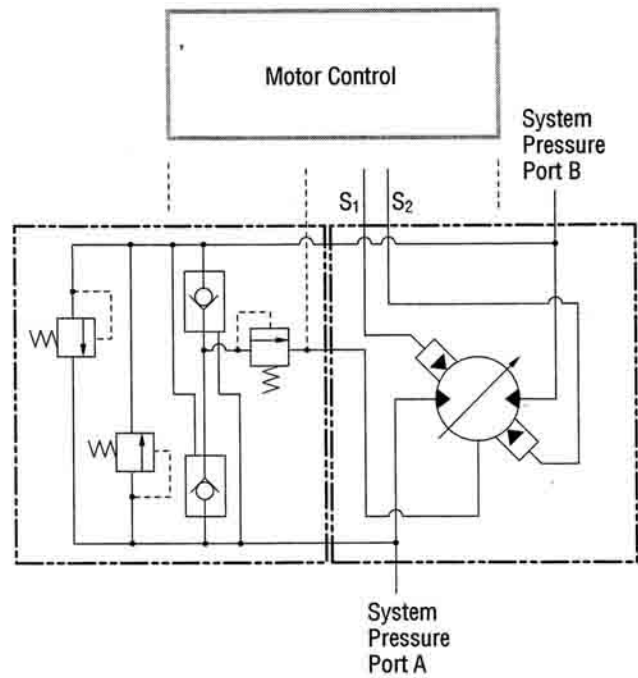 Motor Control
System
Pressure
Port B
S1 S2
System
Pressure
Port A